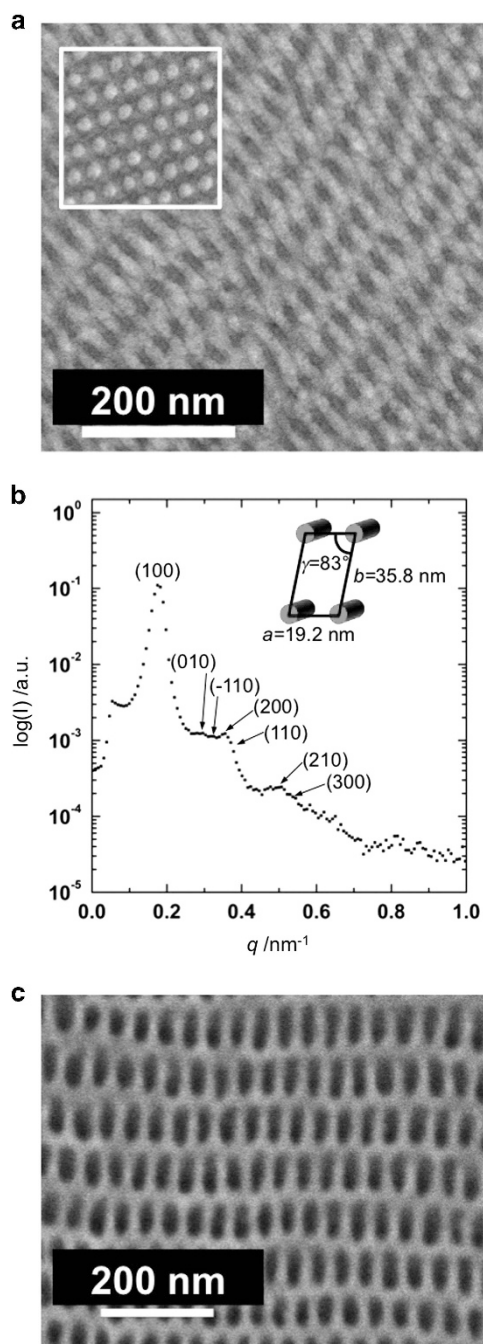 a
200 nm
b
10⁰
10⁻¹
10⁻²
10⁻³
10⁻⁴
10⁻⁵
log(I) /a.u.
(100)
(010)
(-110)
(200)
(110)
(210)
(300)
γ=83°
b=35.8 nm
a=19.2 nm
0.0 0.2 0.4 0.6 0.8 1.0
q /nm⁻¹
c
200 nm